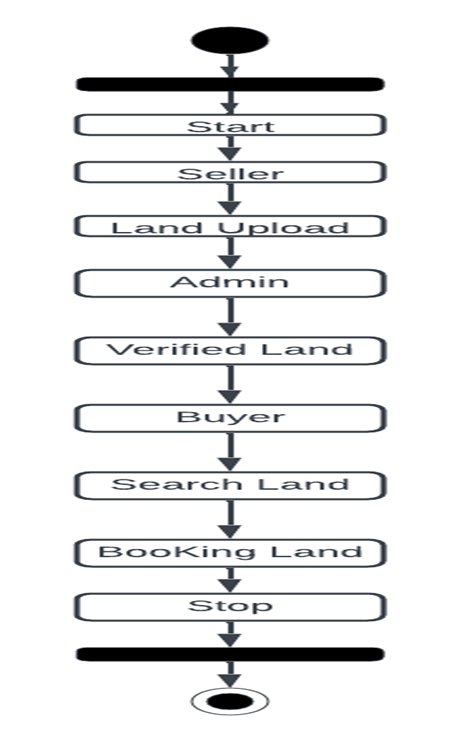 Start
Seller
Land Upload
Admin
Verified Land
Buyer
Search Land
BooKing Land
Stop